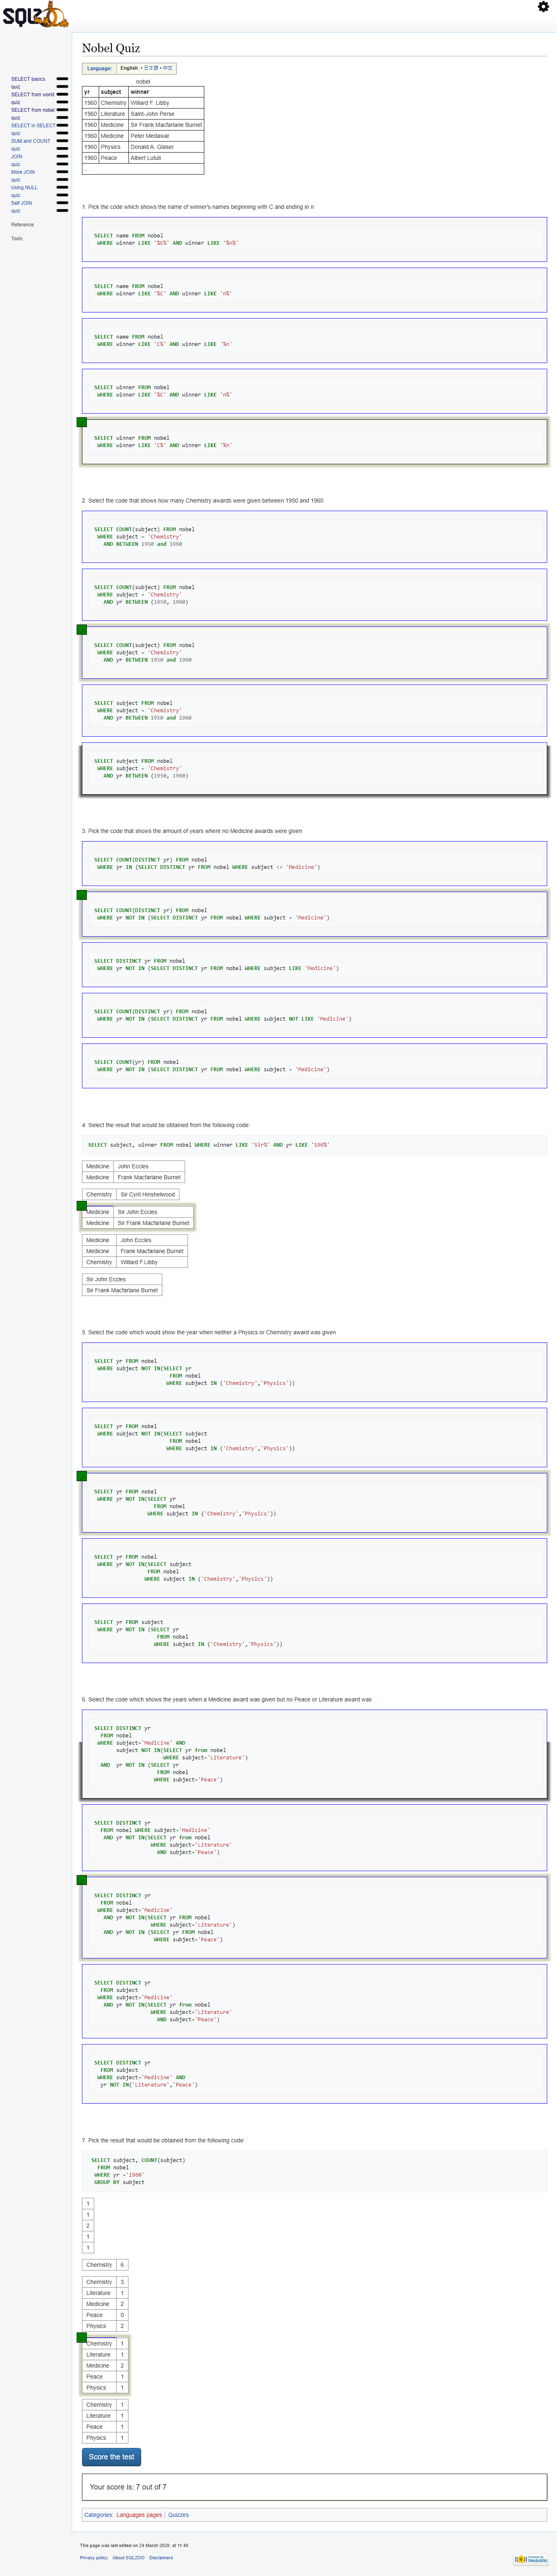 SQLZOO
SELECT basics
quiz
SELECT from world
quiz
SELECT from nobel
quiz
SELECT in SELECT
quiz
SUM and COUNT
quiz
JOIN
quiz
More JOIN
quiz
Using NULL
quiz
Self JOIN
quiz
Reference
Tools
Nobel Quiz
Language: English • 日本語 • 中文
nobel
yr subject winner
1960 Chemistry Willard F. Libby
1960 Literature Saint-John Perse
1960 Medicine Sir Frank Macfarlane Burnet
1960 Medicine Peter Medawar
1960 Physics Donald A. Glaser
1960 Peace Albert Lutuli
...
1. Pick the code which shows the name of winner's names beginning with C and ending in n
SELECT name FROM nobel
WHERE winner LIKE '%C%' AND winner LIKE '%n%'
SELECT name FROM nobel
WHERE winner LIKE '%C' AND winner LIKE 'n%'
SELECT name FROM nobel
WHERE winner LIKE 'C%' AND winner LIKE '%n'
SELECT winner FROM nobel
WHERE winner LIKE '%C' AND winner LIKE 'n%'
SELECT winner FROM nobel
WHERE winner LIKE 'C%' AND winner LIKE '%n'
2. Select the code that shows how many Chemistry awards were given between 1950 and 1960
SELECT COUNT(subject) FROM nobel
WHERE subject = 'Chemistry'
AND BETWEEN 1950 and 1960
SELECT COUNT(subject) FROM nobel
WHERE subject = 'Chemistry'
AND yr BETWEEN (1950, 1960)
SELECT COUNT(subject) FROM nobel
WHERE subject = 'Chemistry'
AND yr BETWEEN 1950 and 1960
SELECT subject FROM nobel
WHERE subject = 'Chemistry'
AND yr BETWEEN 1950 and 1960
SELECT subject FROM nobel
WHERE subject = 'Chemistry'
AND yr BETWEEN (1950, 1960)
3. Pick the code that shows the amount of years where no Medicine awards were given
SELECT COUNT(DISTINCT yr) FROM nobel
WHERE yr IN (SELECT DISTINCT yr FROM nobel WHERE subject <> 'Medicine')
SELECT COUNT(DISTINCT yr) FROM nobel
WHERE yr NOT IN (SELECT DISTINCT yr FROM nobel WHERE subject = 'Medicine')
SELECT DISTINCT yr FROM nobel
WHERE yr NOT IN (SELECT DISTINCT yr FROM nobel WHERE subject LIKE 'Medicine')
SELECT COUNT(DISTINCT yr) FROM nobel
WHERE yr NOT IN (SELECT DISTINCT yr FROM nobel WHERE subject NOT LIKE 'Medicine')
SELECT COUNT(yr) FROM nobel
WHERE yr NOT IN (SELECT DISTINCT yr FROM nobel WHERE subject = 'Medicine')
4. Select the result that would be obtained from the following code:
SELECT subject, winner FROM nobel WHERE winner LIKE 'Sir%' AND yr LIKE '196%'
Medicine John Eccles
Medicine Frank Macfarlane Burnet
Chemistry Sir Cyril Hinshelwood
Medicine Sir John Eccles
Medicine Sir Frank Macfarlane Burnet
Medicine John Eccles
Medicine Frank Macfarlane Burnet
Chemistry Willard F.Libby
Sir John Eccles
Sir Frank Macfarlane Burnet
5. Select the code which would show the year when neither a Physics or Chemistry award was given
SELECT yr FROM nobel
WHERE subject NOT IN(SELECT yr
FROM nobel
WHERE subject IN ('Chemistry','Physics'))
SELECT yr FROM nobel
WHERE subject NOT IN(SELECT subject
FROM nobel
WHERE subject IN ('Chemistry','Physics'))
SELECT yr FROM nobel
WHERE yr NOT IN(SELECT yr
FROM nobel
WHERE subject IN ('Chemistry','Physics'))
SELECT yr FROM nobel
WHERE yr NOT IN(SELECT subject
FROM nobel
WHERE subject IN ('Chemistry','Physics'))
SELECT yr FROM subject
WHERE yr NOT IN (SELECT yr
FROM nobel
WHERE subject IN ('Chemistry','Physics'))
6. Select the code which shows the years when a Medicine award was given but no Peace or Literature award was
SELECT DISTINCT yr
FROM nobel
WHERE subject='Medicine' AND
subject NOT IN(SELECT yr from nobel
WHERE subject='Literature')
AND yr NOT IN (SELECT yr
FROM nobel
WHERE subject='Peace')
SELECT DISTINCT yr
FROM nobel WHERE subject='Medicine'
AND yr NOT IN(SELECT yr from nobel
WHERE subject='Literature'
AND subject='Peace')
SELECT DISTINCT yr
FROM nobel
WHERE subject='Medicine'
AND yr NOT IN(SELECT yr FROM nobel
WHERE subject='Literature')
AND yr NOT IN (SELECT yr FROM nobel
WHERE subject='Peace')
SELECT DISTINCT yr
FROM subject
WHERE subject='Medicine'
AND yr NOT IN(SELECT yr from nobel
WHERE subject='Literature'
AND subject='Peace')
SELECT DISTINCT yr
FROM subject
WHERE subject='Medicine' AND
yr NOT IN('Literature','Peace')
7. Pick the result that would be obtained from the following code:
SELECT subject, COUNT(subject)
FROM nobel
WHERE yr ='1960'
GROUP BY subject
1
1
2
1
1
Chemistry 6
Chemistry 3
Literature 1
Medicine 2
Peace 0
Physics 2
Chemistry 1
Literature 1
Medicine 2
Peace 1
Physics 1
Chemistry 1
Literature 1
Peace 1
Physics 1
Score the test
Your score is: 7 out of 7
Categories: Languages pages | Quizzes
This page was last edited on 24 March 2020, at 11:48.
Privacy policy About SQLZOO Disclaimers
Powered by MediaWiki